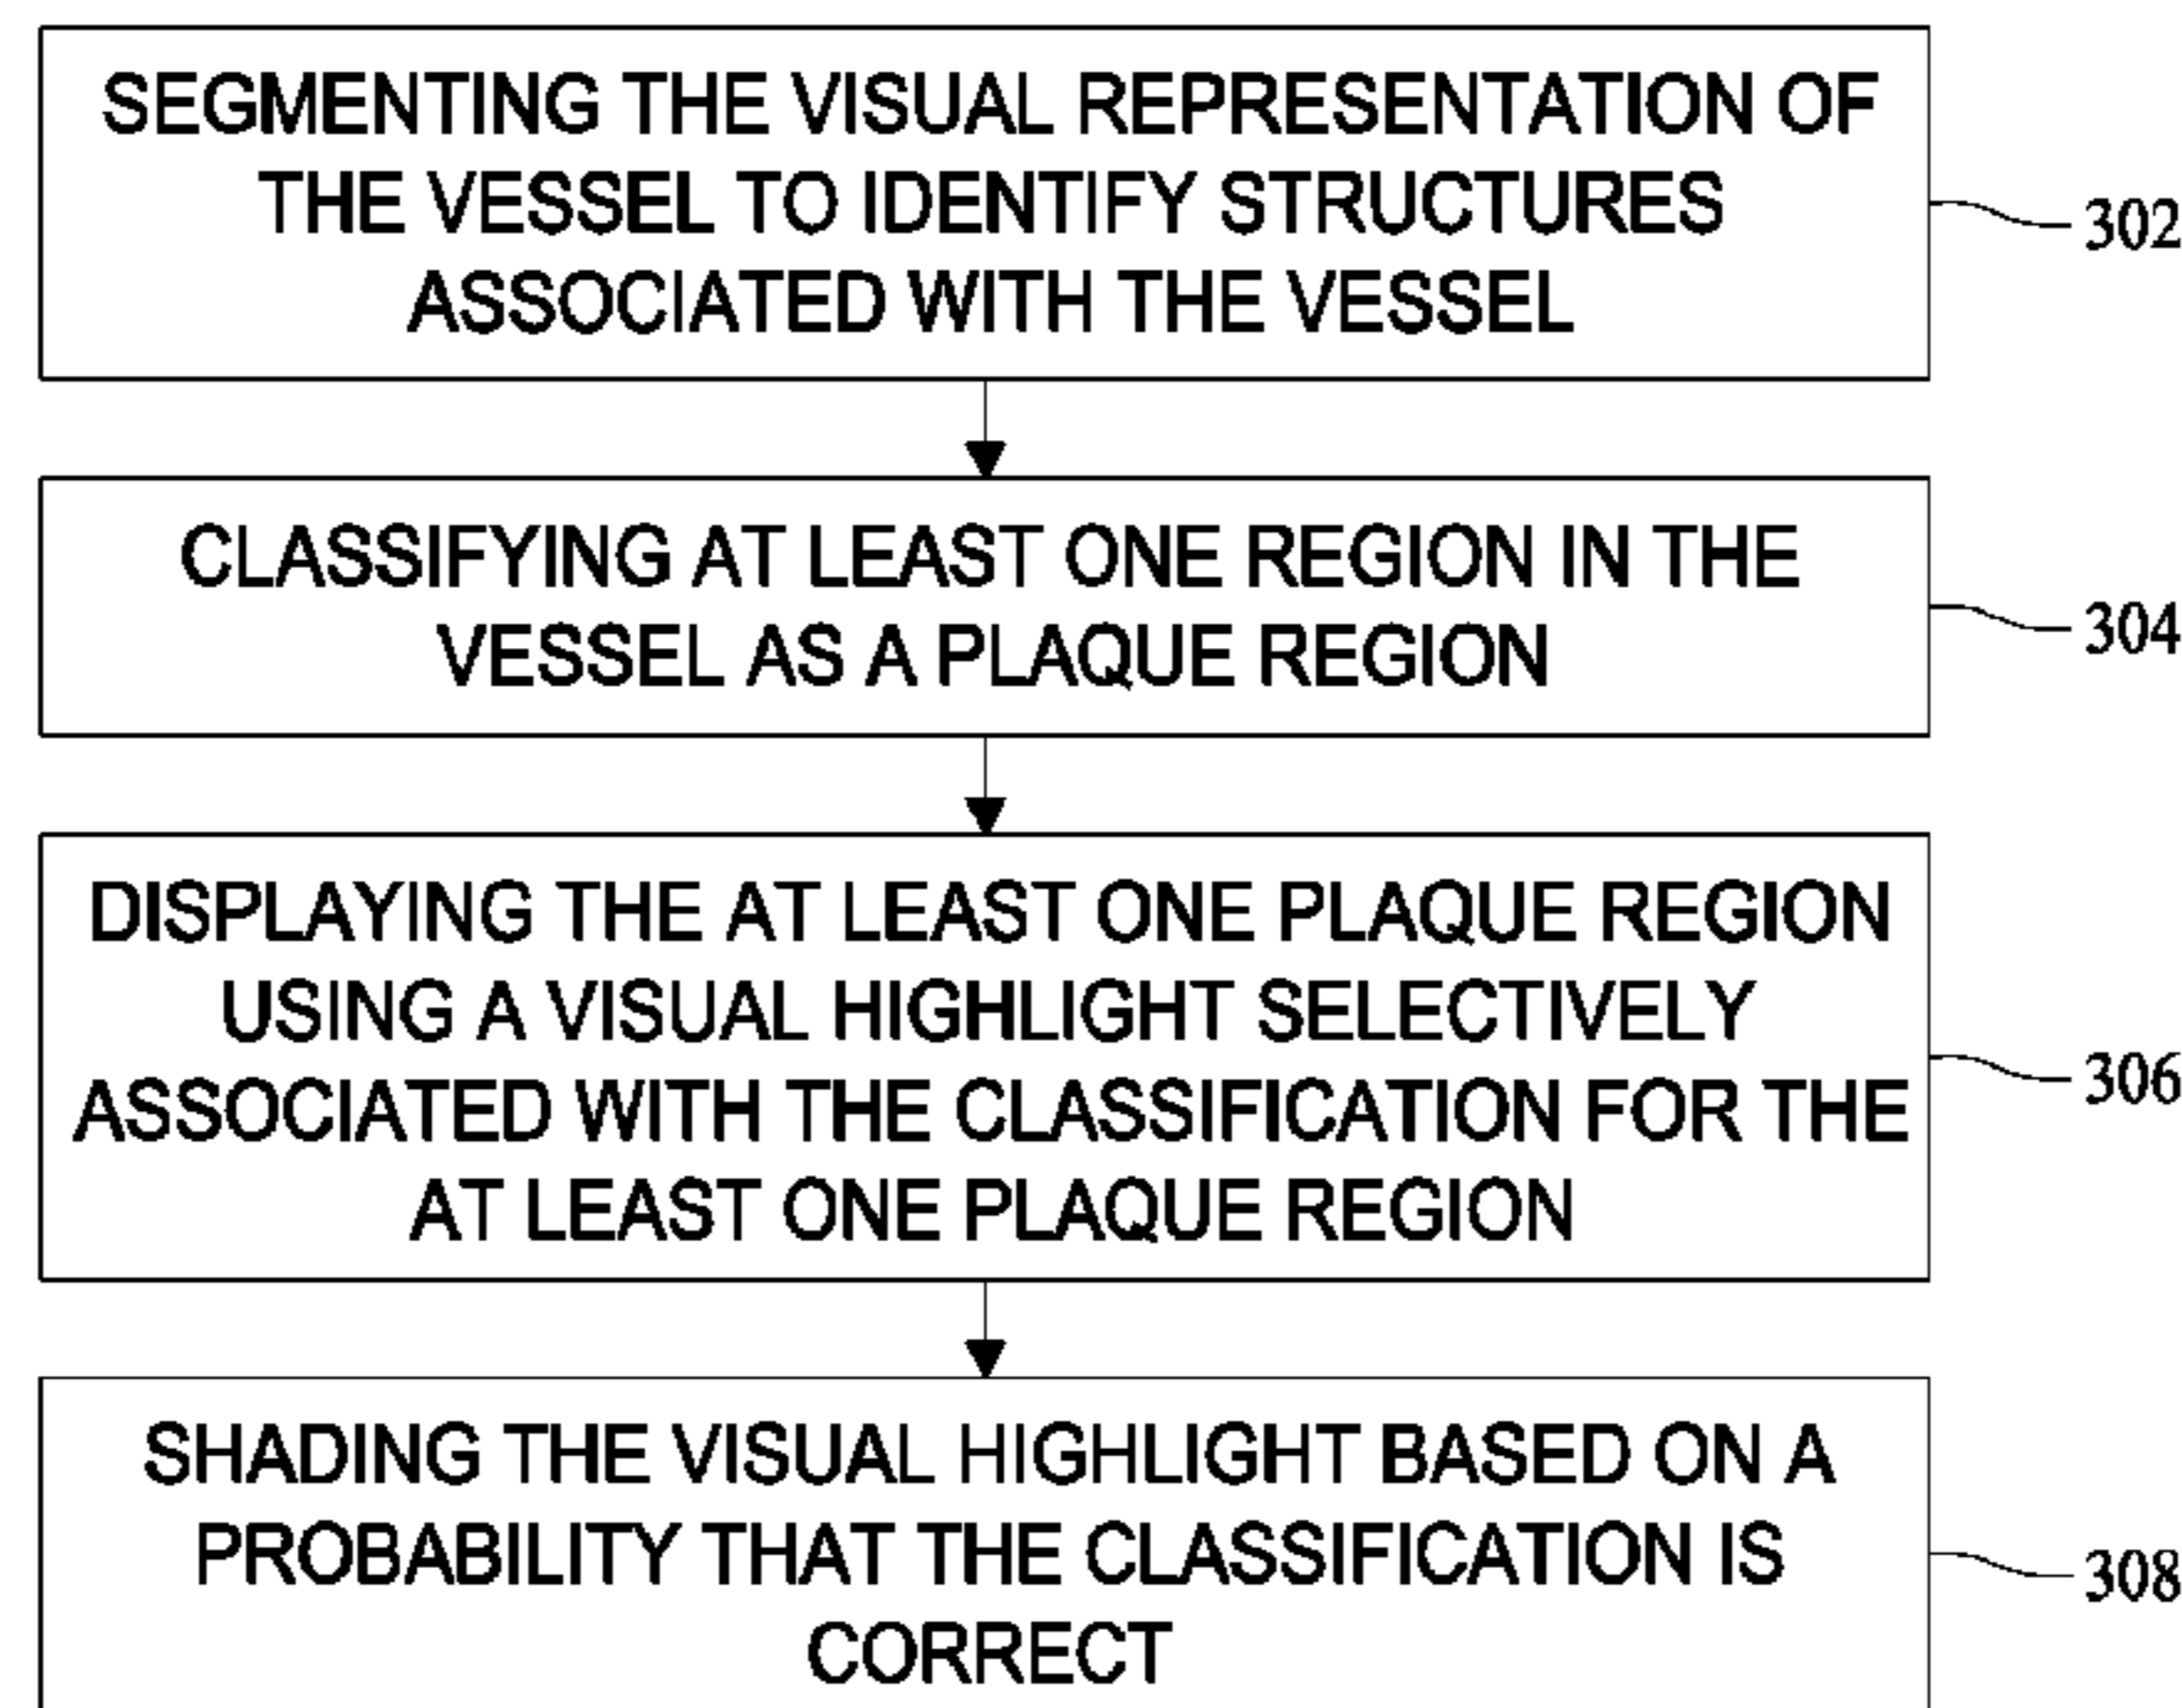 SEGMENTING THE VISUAL REPRESENTATION OF
THE VESSEL TO IDENTIFY STRUCTURES
ASSOCIATED WITH THE VESSEL
302
CLASSIFYING AT LEAST ONE REGION IN THE
VESSEL AS A PLAQUE REGION
304
DISPLAYING THE AT LEAST ONE PLAQUE REGION
USING A VISUAL HIGHLIGHT SELECTIVELY
ASSOCIATED WITH THE CLASSIFICATION FOR THE
AT LEAST ONE PLAQUE REGION
306
SHADING THE VISUAL HIGHLIGHT BASED ON A
PROBABILITY THAT THE CLASSIFICATION IS
CORRECT
308